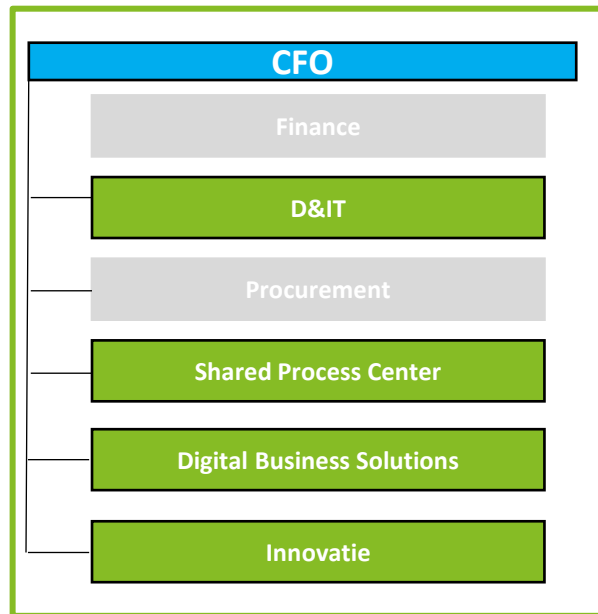 CFO
Finance
D&IT
Procurement
Shared Process Center
Digital Business Solutions
Innovatie